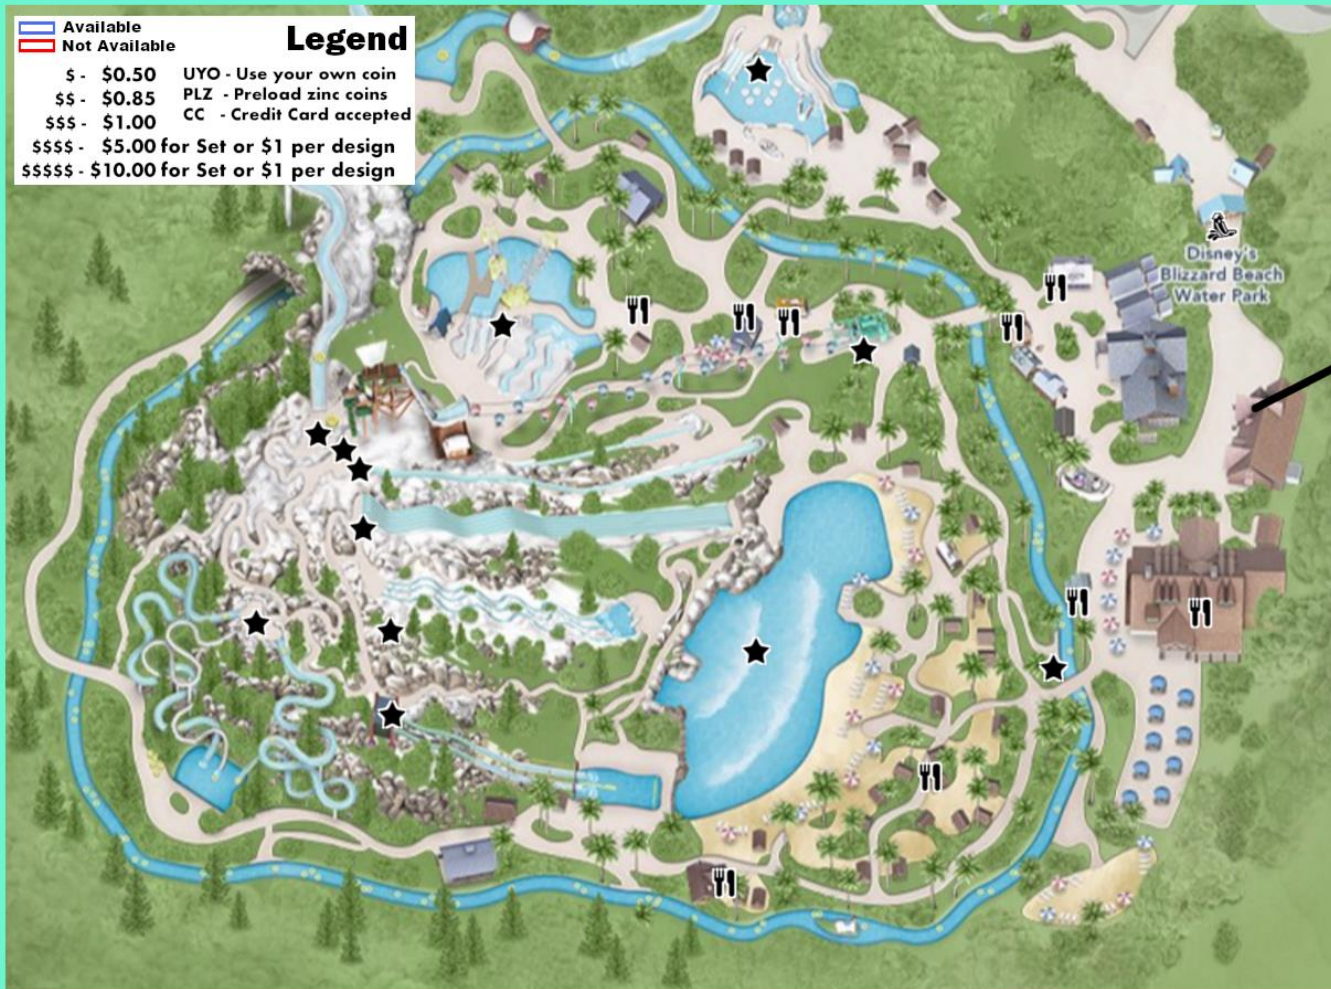 Available
Not Available
Legend
$ - $0.50 UYO - Use your own coin
$$ - $0.85 PLZ - Preload zinc coins
$$$ - $1.00 CC - Credit Card accepted
$$$$ - $5.00 for Set or $1 per design
$$$$$ - $10.00 for Set or $1 per design
Disney's
Blizzard Beach
Water Park